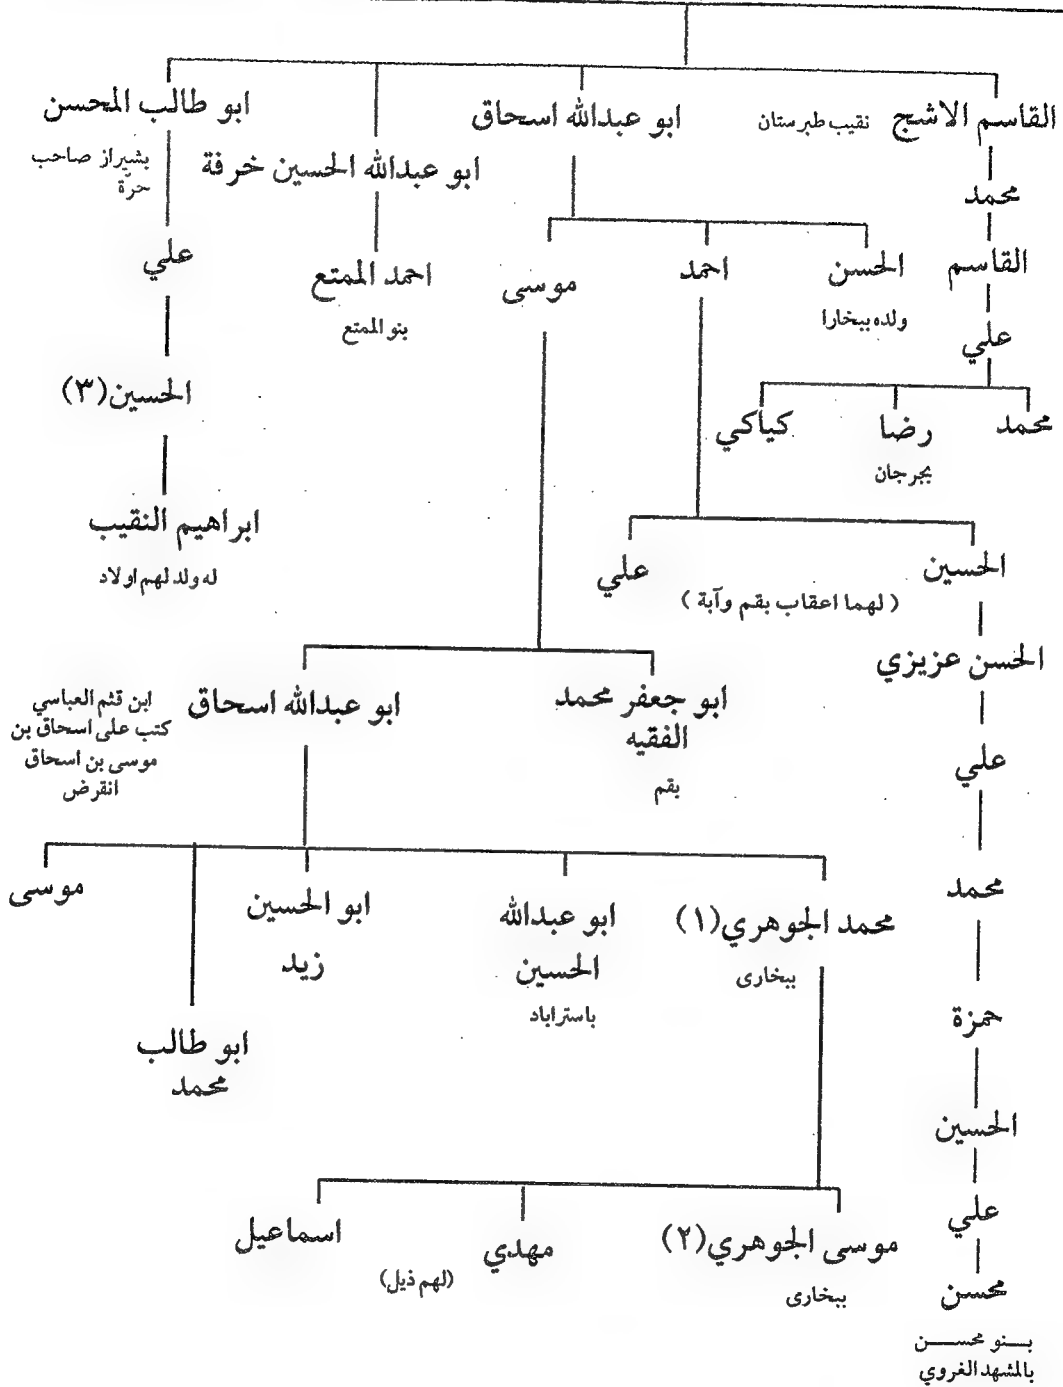 القاسم الاشج نقيب طبرستان
ابو عبدالله اسحاق
ابو طالب المحسن
ابو عبدالله الحسين خرفة
بشيراز صاحب
حرّة
محمد
علي
احمد الممتع
بنو الممتع
موسى
احمد
الحسن
ولده ببخارا
القاسم
علي
الحسين (٣)
كياكي
رضا
بجرجان
محمد
ابراهيم النقيب
له ولد لهم اولاد
علي
الحسين
( لهما اعقاب بقم وآبة )
الحسن عزيزي
ابو جعفر محمد
الفقيه
بقم
ابو عبدالله اسحاق
ابن قثم العباسي
كتب على اسحاق بن
موسى بن اسحاق
انقرض
علي
محمد
محمد الجوهري (١)
ببخارى
ابو عبدالله
الحسين
باستراباد
ابو الحسين
زيد
موسى
ابو طالب
محمد
حمزة
الحسين
علي
موسى الجوهري (٢)
ببخارى
مهدي
اسماعيل
(لهم ذيل)
محسن
بنو محسن
بالمشهد الغروي